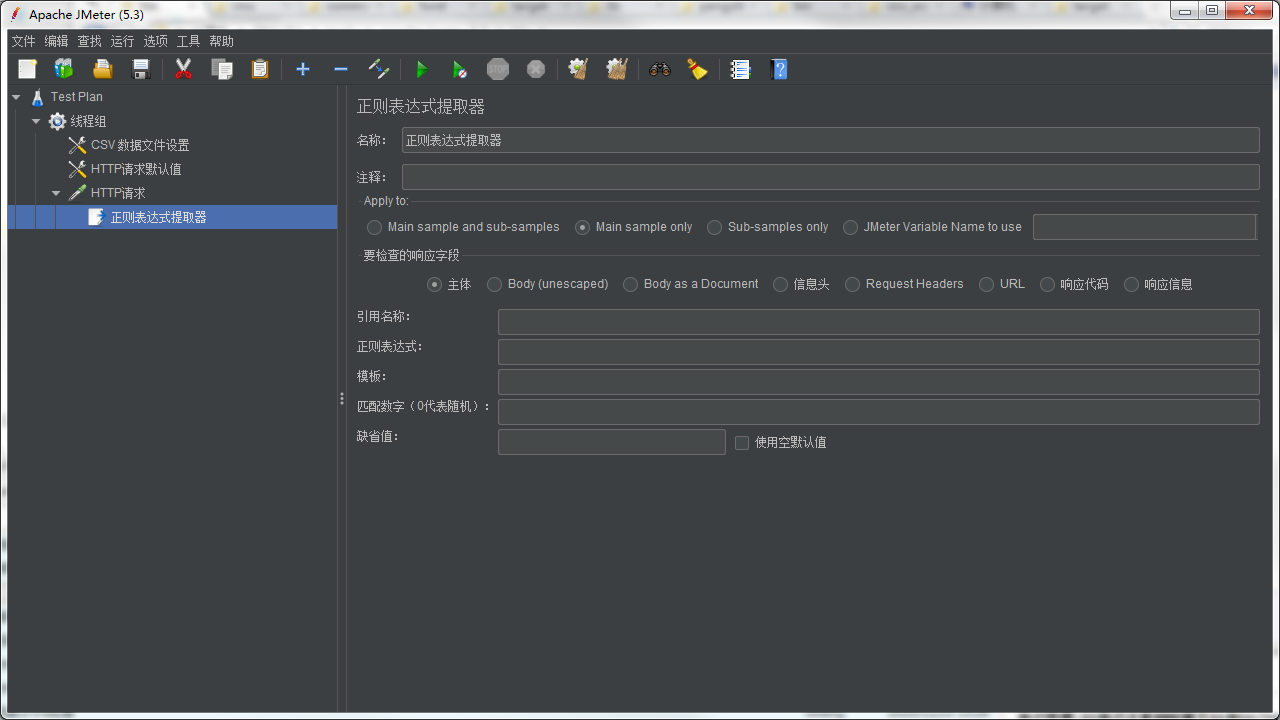 Apache JMeter (5.3)
文件 编辑 查找 运行 选项 工具 帮助
STOP
Test Plan
线程组
CSV 数据文件设置
HTTP请求默认值
HTTP请求
正则表达式提取器
正则表达式提取器
名称： 正则表达式提取器
注释：
Apply to:
Main sample and sub-samples Main sample only Sub-samples only JMeter Variable Name to use
要检查的响应字段
主体 Body (unescaped) Body as a Document 信息头 Request Headers URL 响应代码 响应信息
引用名称：
正则表达式：
模板：
匹配数字（0代表随机）：
缺省值： 使用空默认值